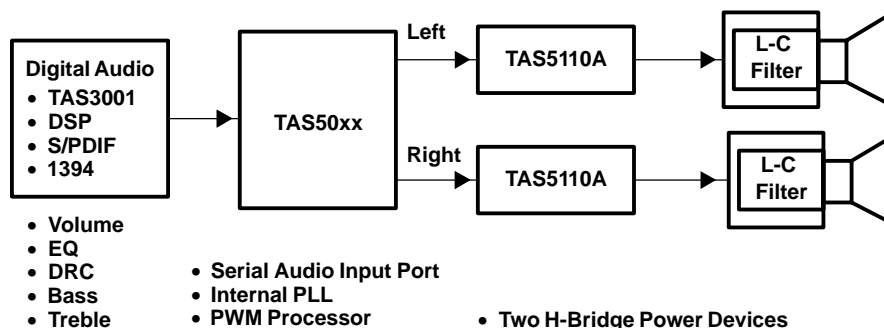 Digital Audio
• TAS3001
• DSP
• S/PDIF
• 1394
TAS50xx
Left
TAS5110A
L-C
Filter
Right
TAS5110A
L-C
Filter
• Volume
• EQ
• DRC
• Bass
• Treble
• Serial Audio Input Port
• Internal PLL
• PWM Processor
• Two H-Bridge Power Devices